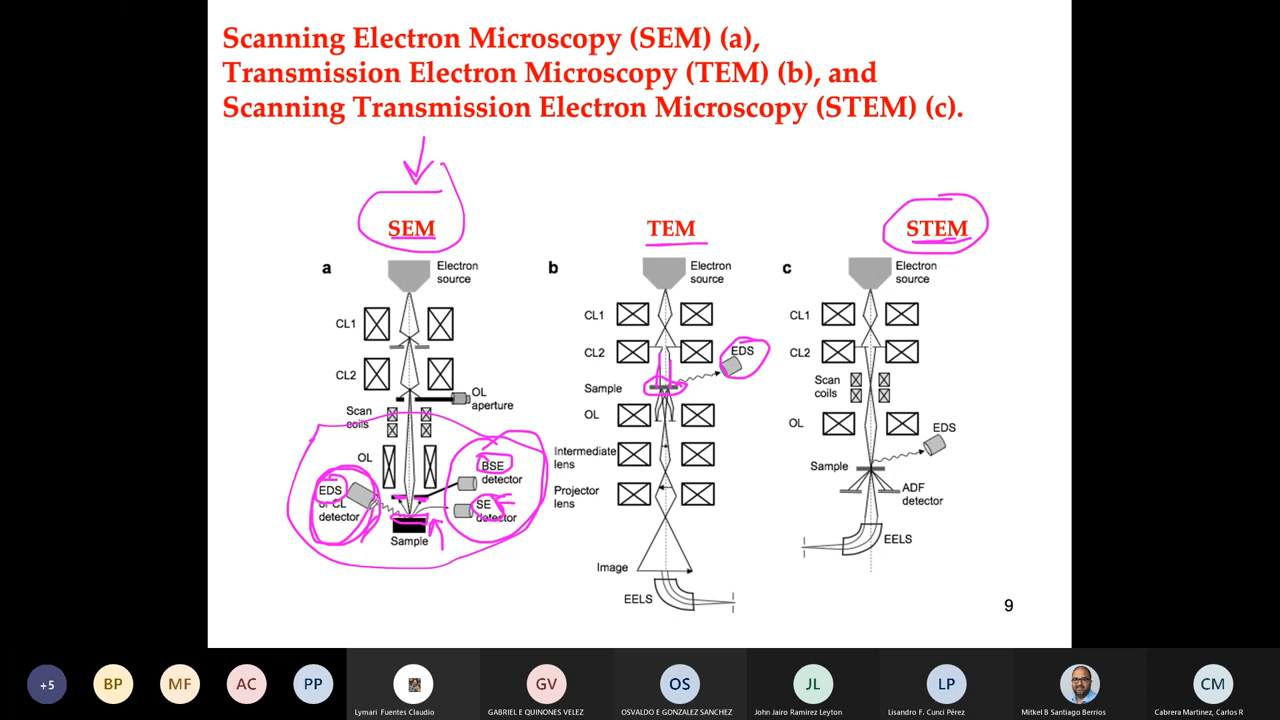 Scanning Electron Microscopy (SEM) (a),
Transmission Electron Microscopy (TEM) (b), and
Scanning Transmission Electron Microscopy (STEM) (c).
SEM
TEM
STEM
a
Electron
source
CL1
CL2
OL
aperture
Scan
coils
OL
BSE
detector
EDS
or CL
detector
SE
detector
Sample
b
Electron
source
CL1
CL2
EDS
Sample
OL
Intermediate
lens
Projector
lens
Image
EELS
c
Electron
source
CL1
CL2
Scan
coils
OL
EDS
Sample
ADF
detector
EELS
9
+5
BP
MF
AC
PP
GV
OS
JL
LP
CM
Lymari Fuentes Claudio
GABRIEL E QUINONES VELEZ
OSVALDO E GONZALEZ SANCHEZ
John Jairo Ramirez Leyton
Lisandro F. Cunci Pérez
Mitkel B Santiago Berrios
Cabrera Martinez, Carlos R